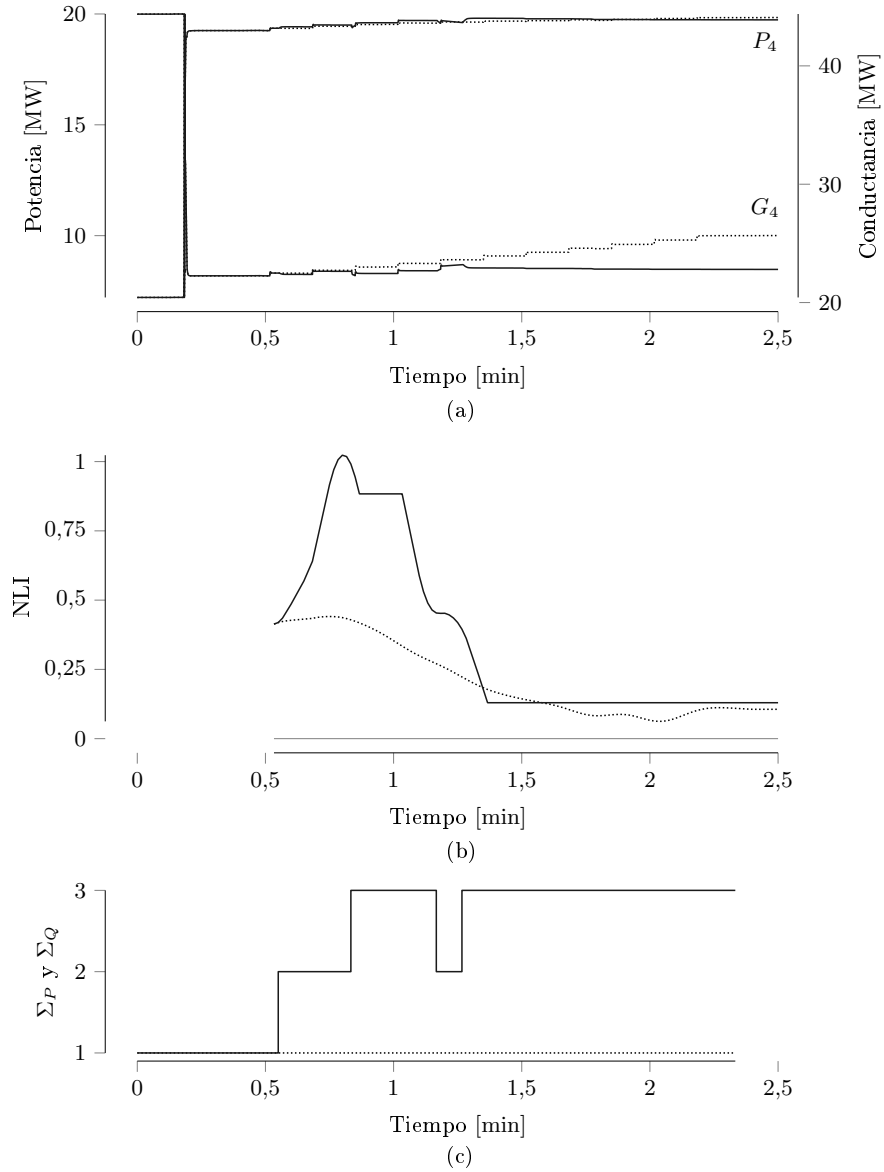 20
15
10
Potencia [MW]
40
30
20
Conductancia [MW]
P4
G4
0 0,5 1 1,5 2 2,5
Tiempo [min]
(a)
1
0,75
0,5
0,25
0
NLI
0 0,5 1 1,5 2 2,5
Tiempo [min]
(b)
3
2
1
ΣP y ΣQ
0 0,5 1 1,5 2 2,5
Tiempo [min]
(c)